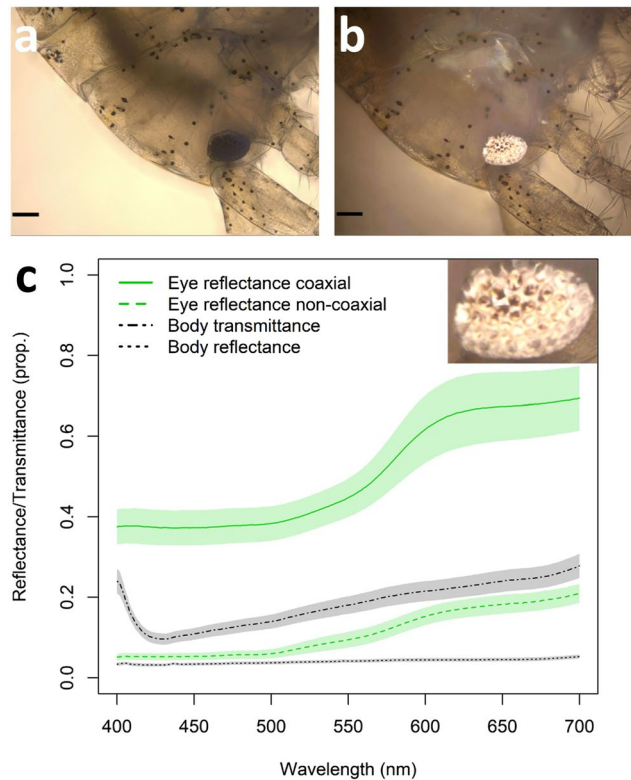 a
b
c
Eye reflectance coaxial
Eye reflectance non-coaxial
Body transmittance
Body reflectance
Reflectance/Transmittance (prop.)
1.0
0.8
0.6
0.4
0.2
0.0
400
450
500
550
600
650
700
Wavelength (nm)